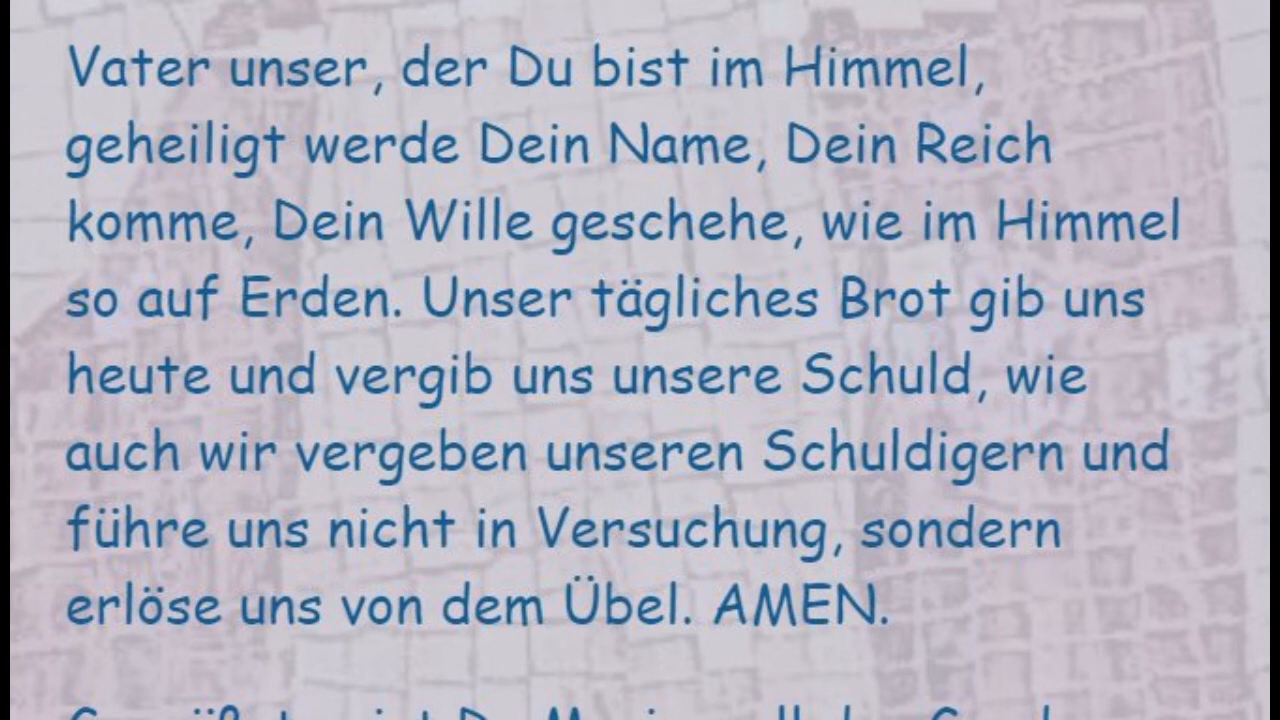 Vater unser, der Du bist im Himmel,
geheiligt werde Dein Name, Dein Reich
komme, Dein Wille geschehe, wie im Himmel
so auf Erden. Unser tägliches Brot gib uns
heute und vergib uns unsere Schuld, wie
auch wir vergeben unseren Schuldigern und
führe uns nicht in Versuchung, sondern
erlöse uns von dem Übel. AMEN.